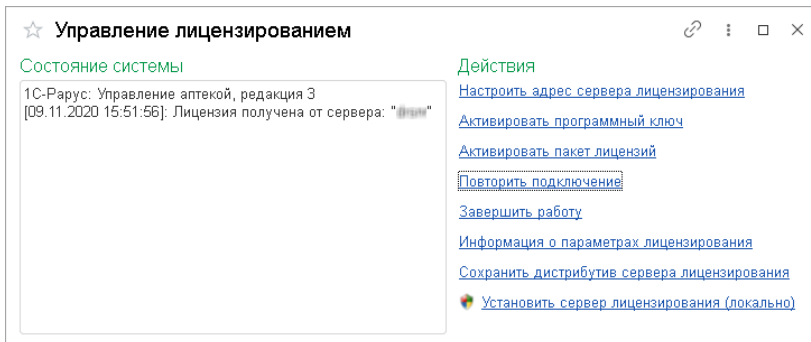 Управление лицензированием
Состояние системы
1С-Рарус: Управление аптекой, редакция 3
[09.11.2020 15:51:56]: Лицензия получена от сервера: " "
Действия
Настроить адрес сервера лицензирования
Активировать программный ключ
Активировать пакет лицензий
Повторить подключение
Завершить работу
Информация о параметрах лицензирования
Сохранить дистрибутив сервера лицензирования
Установить сервер лицензирования (локально)